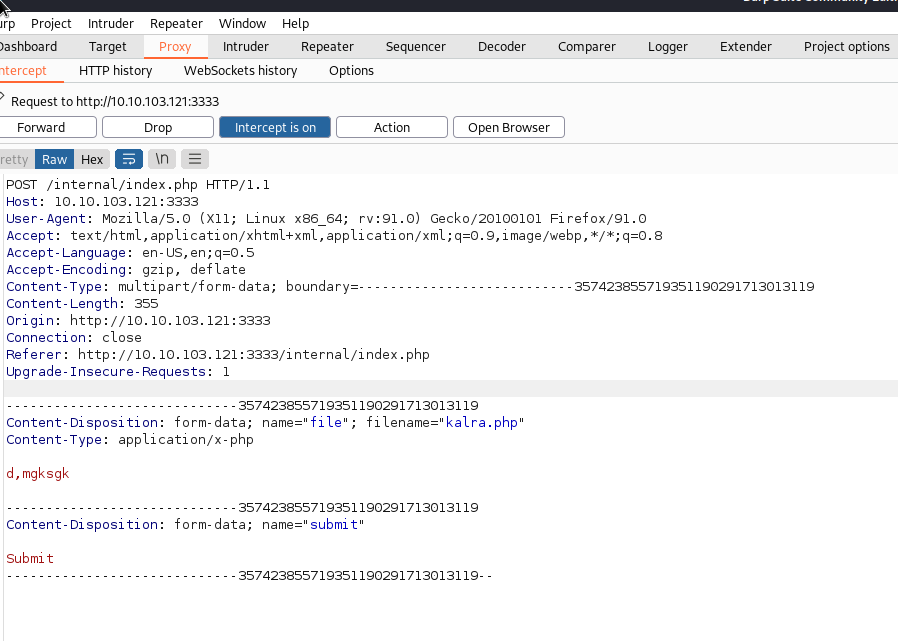 Project Intruder Repeater Window Help
Dashboard Target Proxy Intruder Repeater Sequencer Decoder Comparer Logger Extender Project options
Intercept HTTP history WebSockets history Options
Request to http://10.10.103.121:3333
Forward Drop Intercept is on Action Open Browser
Pretty Raw Hex \n
POST /internal/index.php HTTP/1.1
Host: 10.10.103.121:3333
User-Agent: Mozilla/5.0 (X11; Linux x86_64; rv:91.0) Gecko/20100101 Firefox/91.0
Accept: text/html,application/xhtml+xml,application/xml;q=0.9,image/webp,*/*;q=0.8
Accept-Language: en-US,en;q=0.5
Accept-Encoding: gzip, deflate
Content-Type: multipart/form-data; boundary=---------------------------357423855719351190291713013119
Content-Length: 355
Origin: http://10.10.103.121:3333
Connection: close
Referer: http://10.10.103.121:3333/internal/index.php
Upgrade-Insecure-Requests: 1
-----------------------------357423855719351190291713013119
Content-Disposition: form-data; name="file"; filename="kalra.php"
Content-Type: application/x-php
d,mgksgk
-----------------------------357423855719351190291713013119
Content-Disposition: form-data; name="submit"
Submit
-----------------------------357423855719351190291713013119--